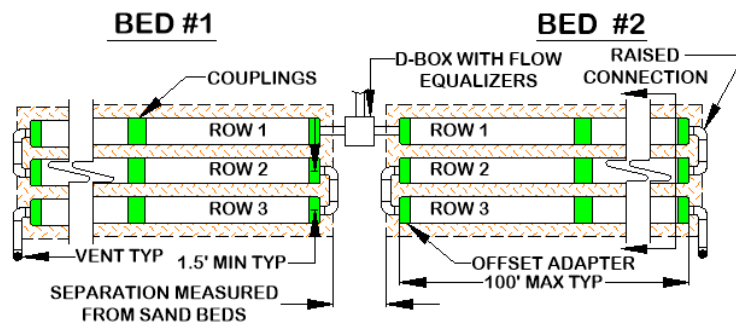 BED #1
BED #2
COUPLINGS
D-BOX WITH FLOW
EQUALIZERS
RAISED
CONNECTION
ROW 1
ROW 1
ROW 2
ROW 2
ROW 3
ROW 3
VENT TYP
1.5' MIN TYP
OFFSET ADAPTER
100' MAX TYP
SEPARATION MEASURED
FROM SAND BEDS